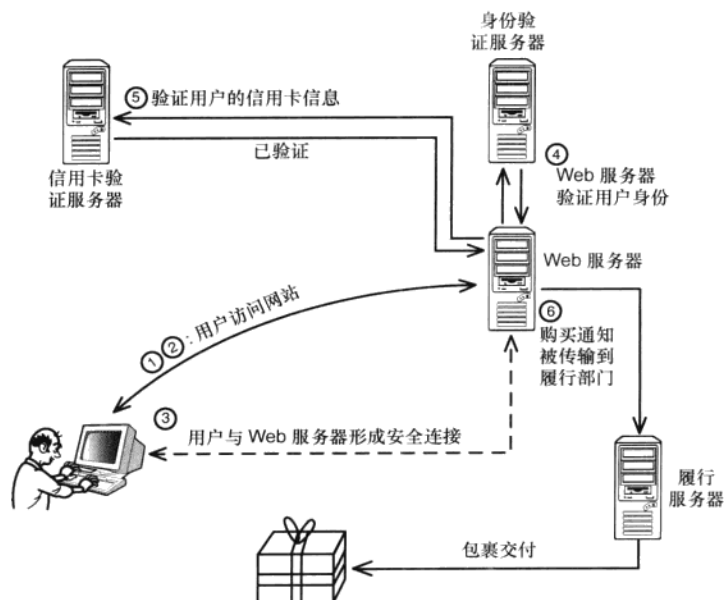 身份验
证服务器
⑤验证用户的信用卡信息
已验证
信用卡验
证服务器
④
Web 服务器
验证用户身份
Web 服务器
①②:用户访问网站
⑥
购买通知
被传输到
履行部门
③
用户与 Web 服务器形成安全连接
履行
服务器
包裹交付